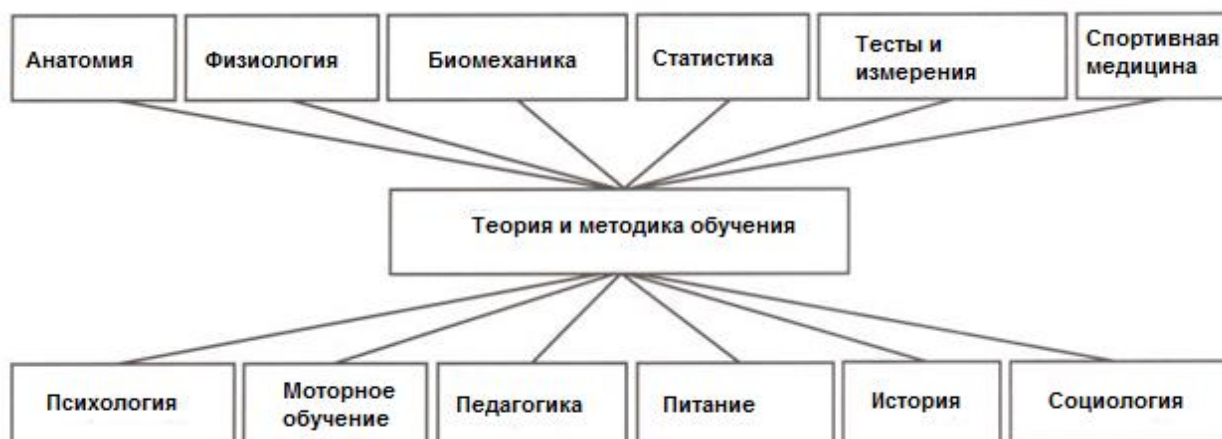 Анатомия
Физиология
Биомеханика
Статистика
Тесты и
измерения
Спортивная
медицина
Теория и методика обучения
Психология
Моторное
обучение
Педагогика
Питание
История
Социология